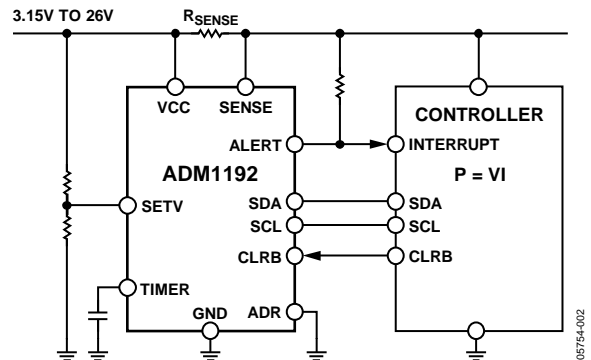 3.15V TO 26V
RSENSE
VCC
SENSE
CONTROLLER
ALERT
INTERRUPT
ADM1192
P = VI
SETV
SDA
SDA
SCL
SCL
CLRB
CLRB
TIMER
GND
ADR
05754-002